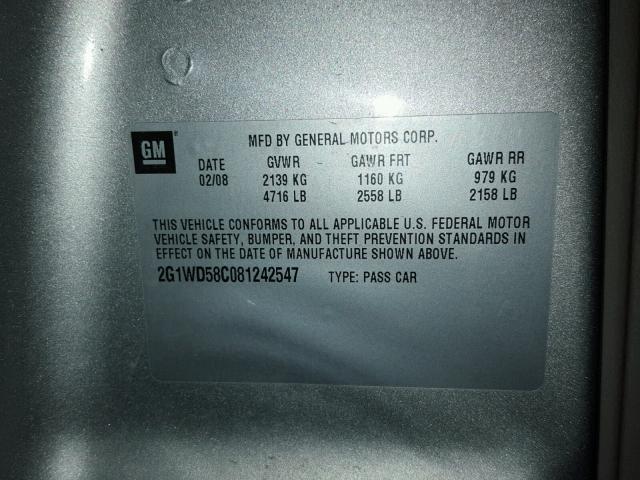 GM ®
MFD BY GENERAL MOTORS CORP.
DATE GVWR GAWR FRT GAWR RR
02/08 2139 KG 1160 KG 979 KG
4716 LB 2558 LB 2158 LB
THIS VEHICLE CONFORMS TO ALL APPLICABLE U.S. FEDERAL MOTOR
VEHICLE SAFETY, BUMPER, AND THEFT PREVENTION STANDARDS IN
EFFECT ON THE DATE OF MANUFACTURE SHOWN ABOVE.
2G1WD58C081242547 TYPE: PASS CAR